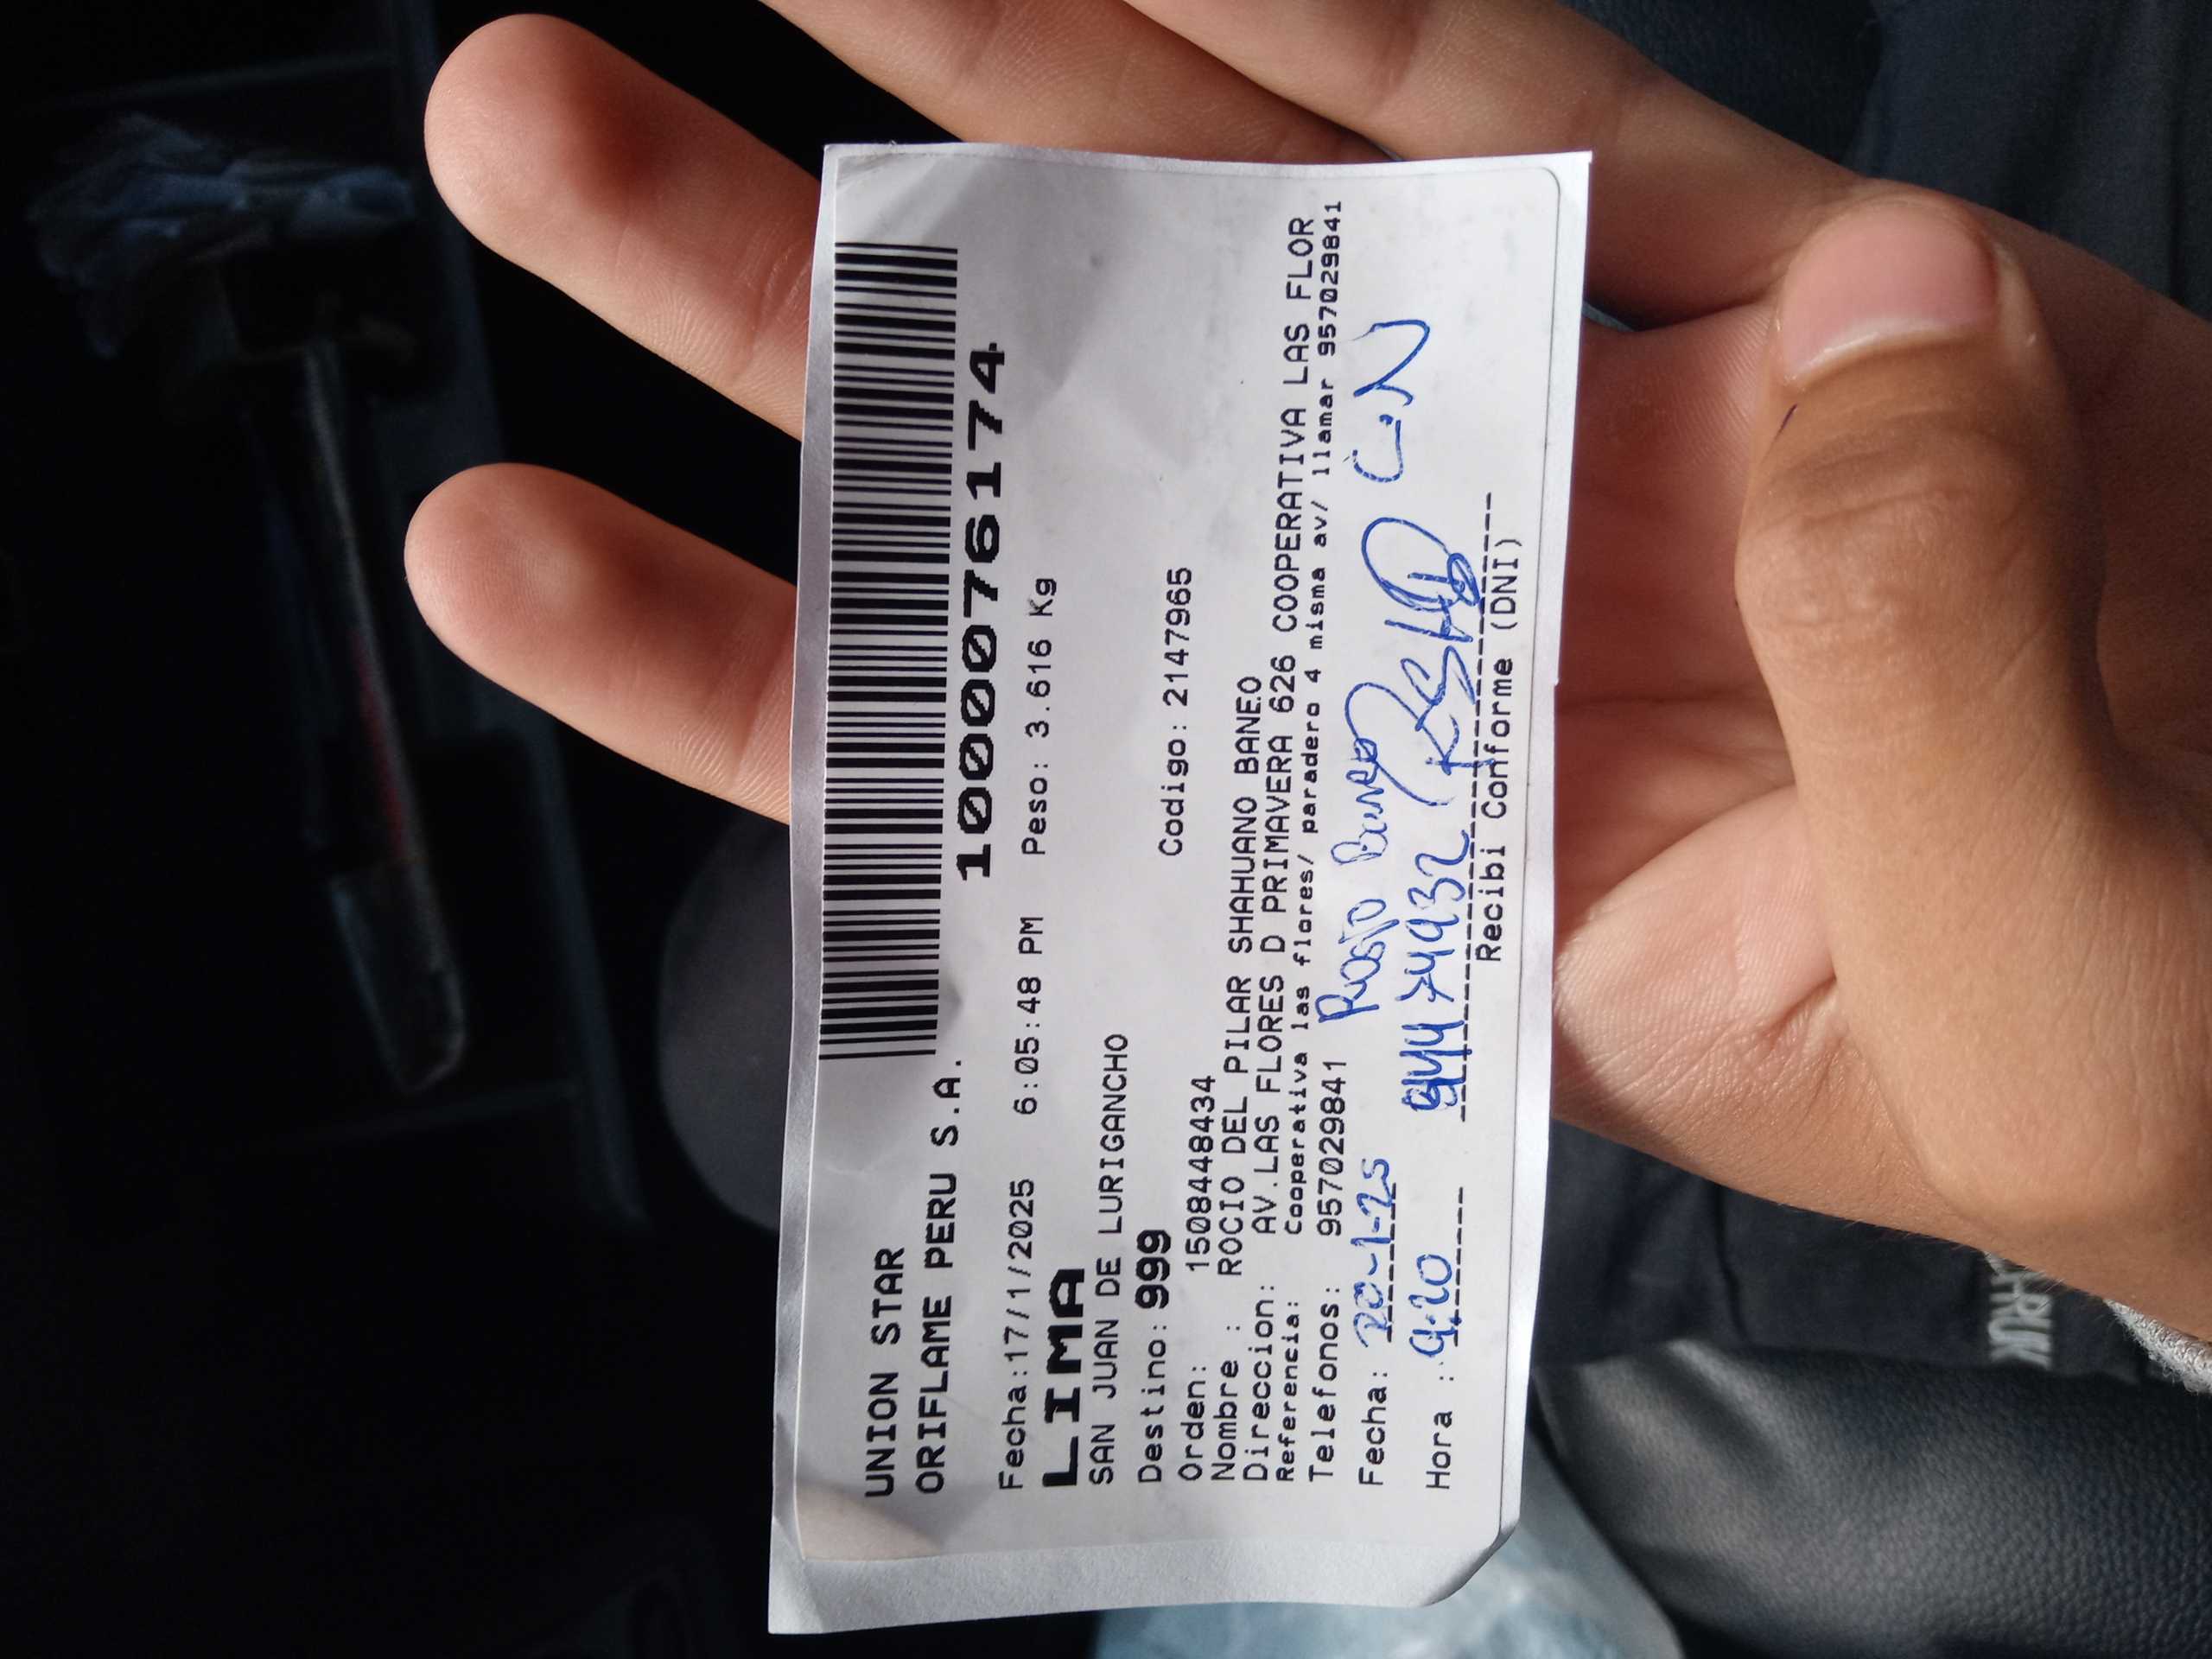 UNION STAR
ORIFLAME PERU S.A.
1000076174
Fecha:17/1/2025 6:05:48 PM Peso: 3.616 Kg
LIMA
SAN JUAN DE LURIGANCHO
Destino: 999 Codigo: 2147965
Orden: 1508448434
Nombre : ROCIO DEL PILAR SHAHUANO BANEO
Direccion: AV.LAS FLORES D PRIMAVERA 626 COOPERATIVA LAS FLOR
Referencia: Cooperativa las flores/ paradero 4 misma av/ llamar 957029841
Telefonos: 957029841
Fecha: 20-1-25
Hora : 9:20
Recibi Conforme (DNI)